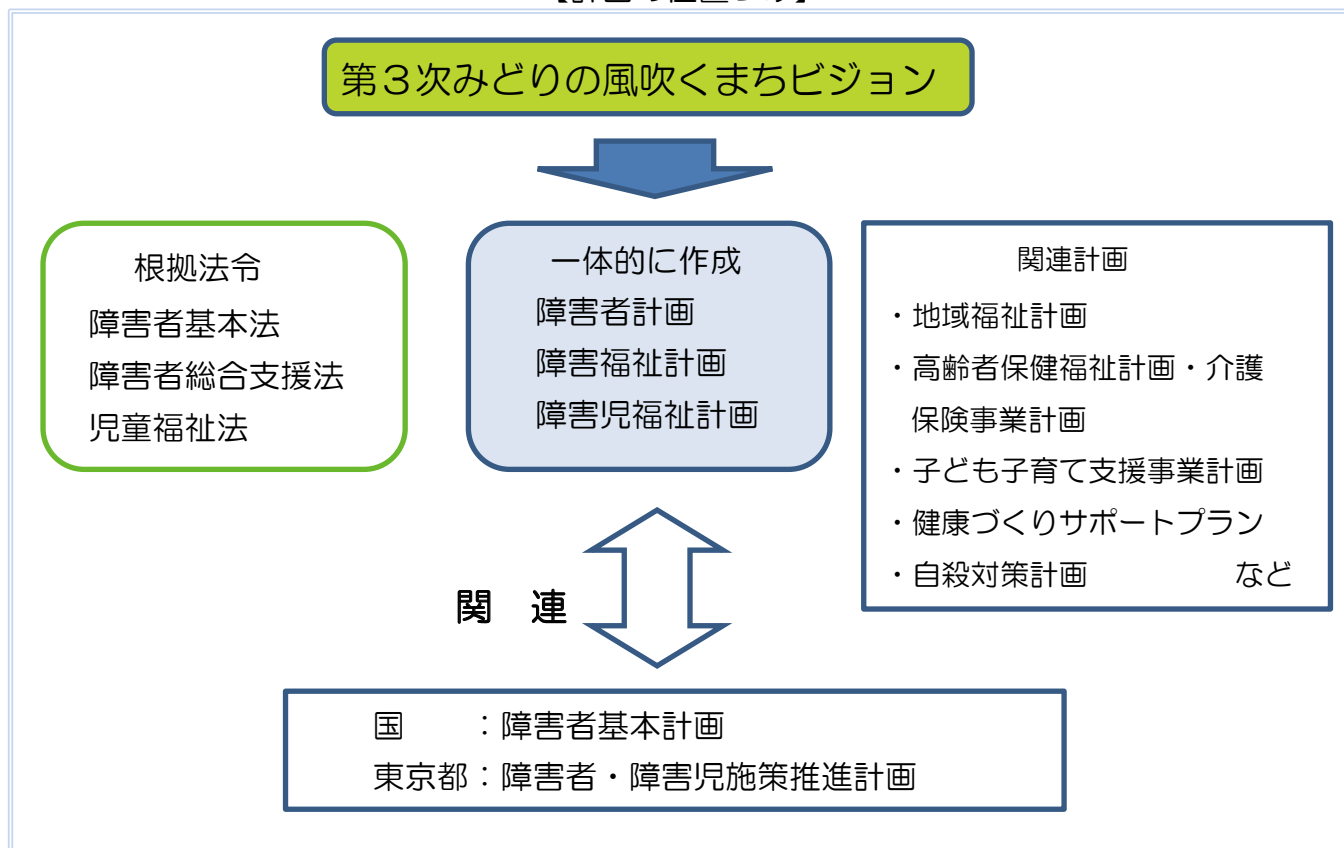 第３次みどりの風吹くまちビジョン
根拠法令
障害者基本法
障害者総合支援法
児童福祉法
一体的に作成
障害者計画
障害福祉計画
障害児福祉計画
関連計画
・地域福祉計画
・高齢者保健福祉計画・介護
保険事業計画
・子ども子育て支援事業計画
・健康づくりサポートプラン
・自殺対策計画　　　　など
関　連
国　　：障害者基本計画
東京都：障害者・障害児施策推進計画